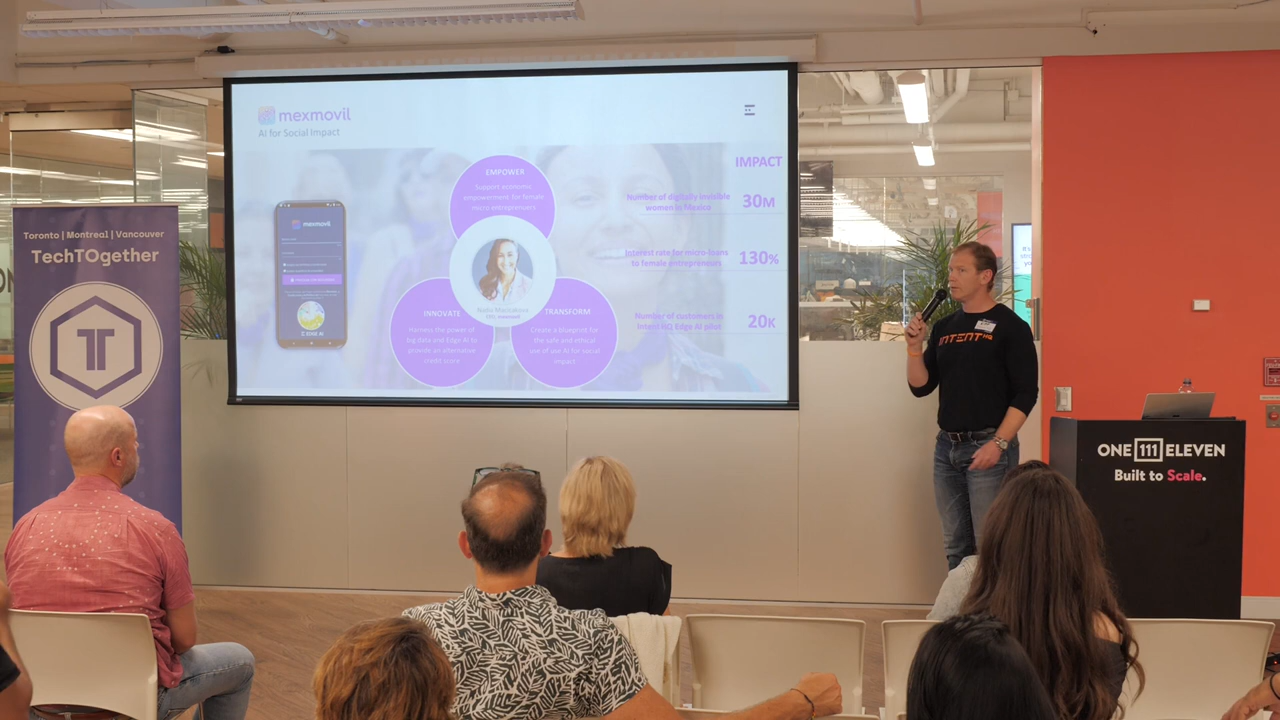 mexmovil
AI for Social Impact
EMPOWER
Support economic
empowerment for female
micro entrepreneurs
INNOVATE
Harness the power of
big data and Edge AI to
provide an alternative
credit score
TRANSFORM
Create a blueprint for
the safe and ethical
use of AI for social
impact
mexmovil
IMPACT
Number of digitally invisible
women in Mexico
30M
Interest rate for micro-loans
to female entrepreneurs
130%
Number of customers in
Intent HQ Edge AI pilot
20K
Toronto | Montreal | Vancouver
TechTOgether
INTENT HQ
ONE 111 ELEVEN
Built to Scale.